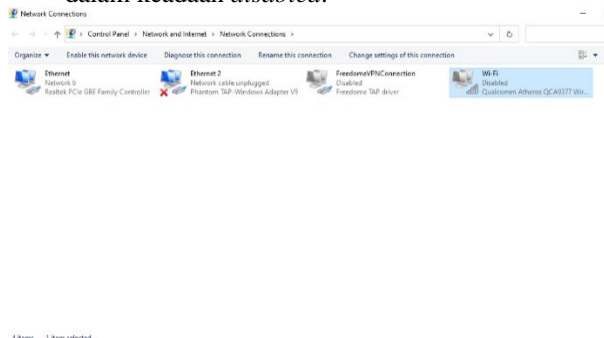 dalam keadaan disabled.
Network Connections
Control Panel > Network and Internet > Network Connections >
Organize Enable this network device Diagnose this connection Rename this connection Change settings of this connection
Ethernet
Network 6
Realtek PCIe GBE Family Controller
Ethernet 2
Network cable unplugged
Phantom TAP-Windows Adapter V9
FreedomeVPNConnection
Disabled
Freedome TAP driver
Wi-Fi
Disabled
Qualcomm Atheros QCA9377 Wir...
4 items 1 item selected